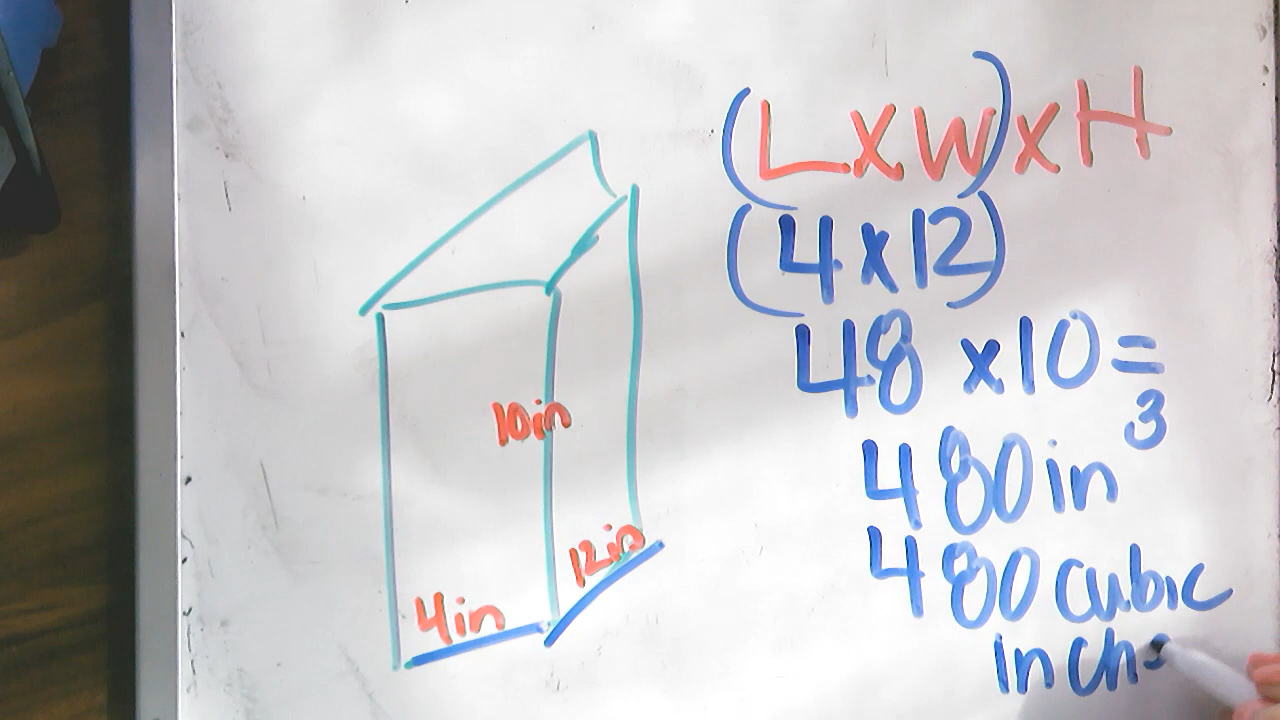 (L x W) x H
(4 x 12)
48 x 10 =
480 in³
480 cubic
10in
12in
4in